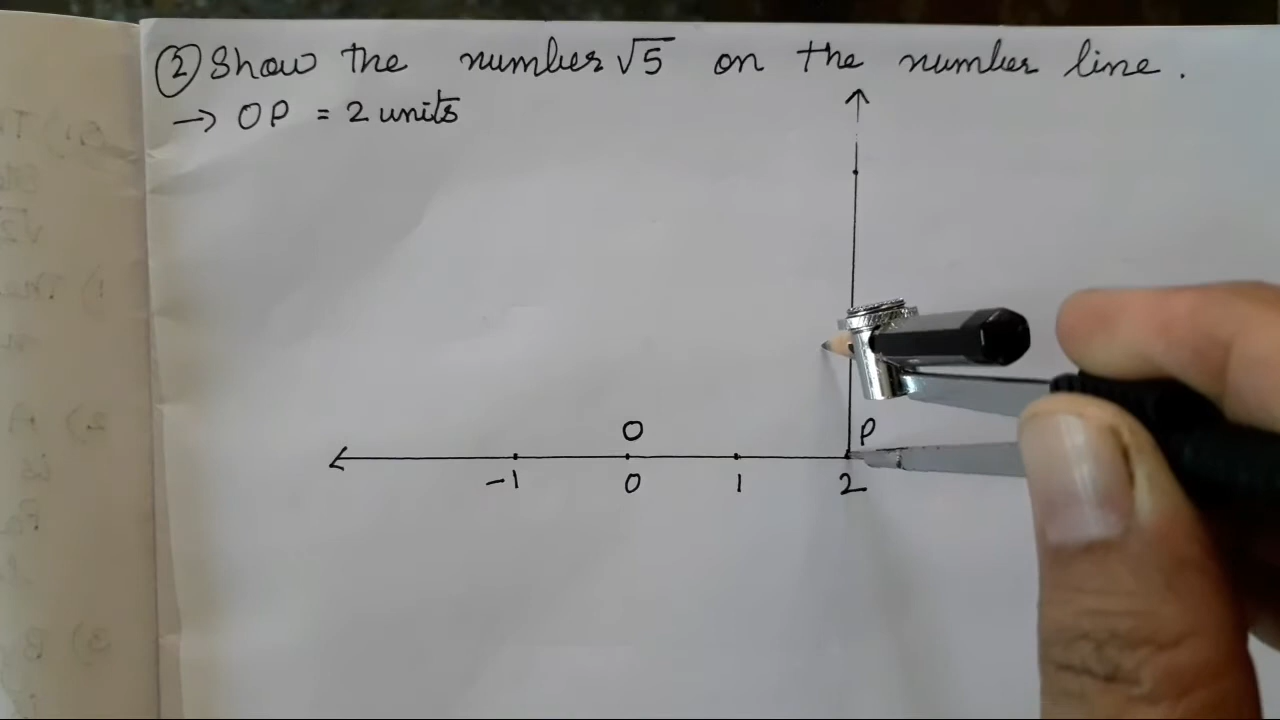 ② Show the number √5 on the number line.
→ OP = 2 units
O P
-1 0 1 2